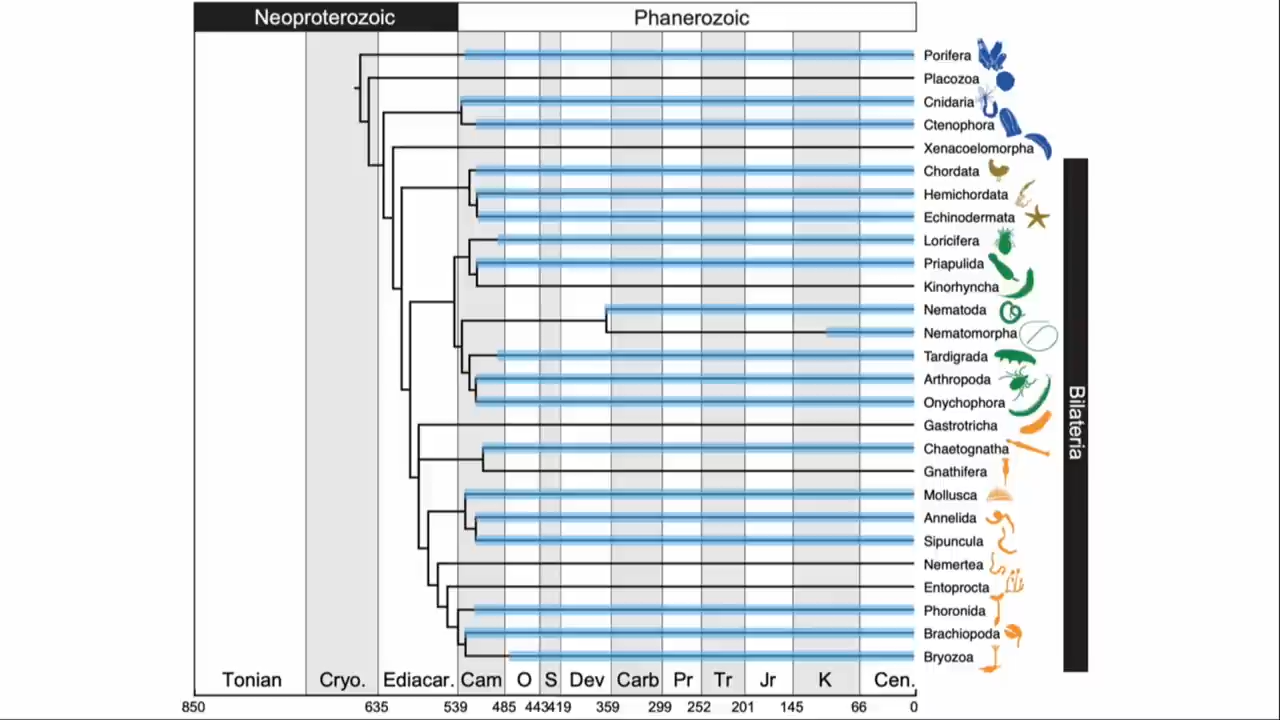 Neoproterozoic Phanerozoic
Porifera
Placozoa
Cnidaria
Ctenophora
Xenacoelomorpha
Chordata
Hemichordata
Echinodermata
Loricifera
Priapulida
Kinorhyncha
Nematoda
Nematomorpha
Tardigrada
Arthropoda
Onychophora
Gastrotricha
Chaetognatha
Gnathifera
Mollusca
Annelida
Sipuncula
Nemertea
Entoprocta
Phoronida
Brachiopoda
Bryozoa
Bilateria
Tonian Cryo. Ediacar. Cam O S Dev Carb Pr Tr Jr K Cen.
850 635 539 485 443 419 359 299 252 201 145 66 0